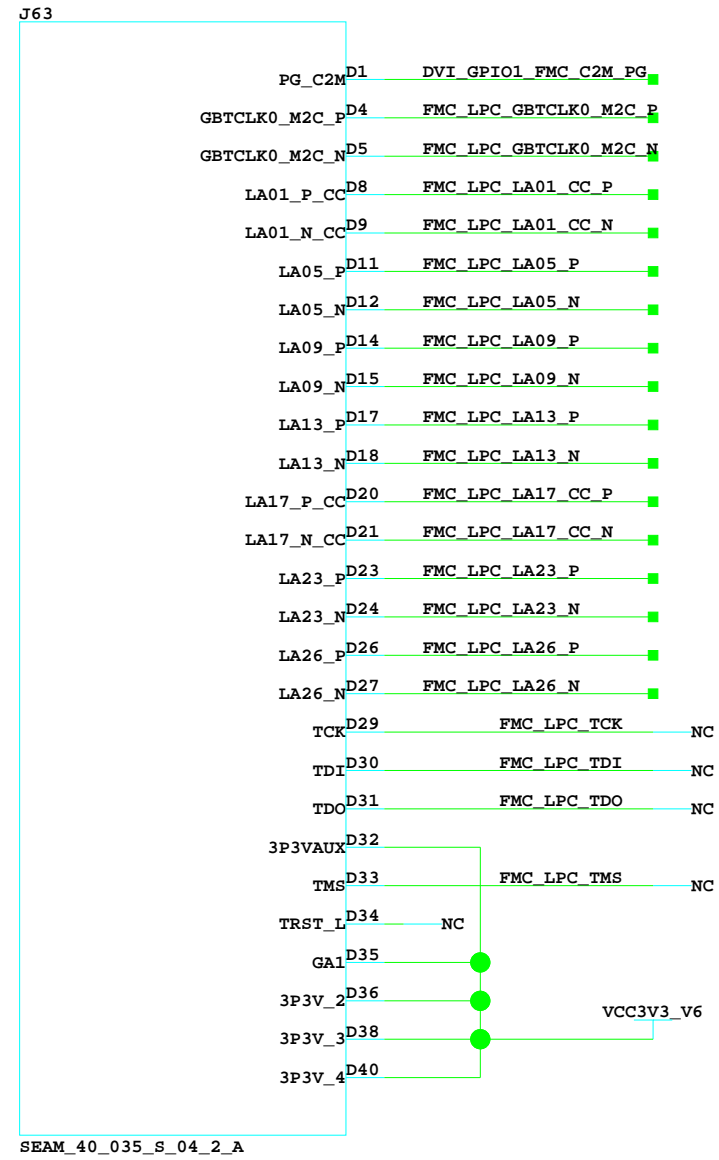 J63
PG_C2M D1 DVI_GPIO1_FMC_C2M_PG
GBTCLK0_M2C_P D4 FMC_LPC_GBTCLK0_M2C_P
GBTCLK0_M2C_N D5 FMC_LPC_GBTCLK0_M2C_N
LA01_P_CC D8 FMC_LPC_LA01_CC_P
LA01_N_CC D9 FMC_LPC_LA01_CC_N
LA05_P D11 FMC_LPC_LA05_P
LA05_N D12 FMC_LPC_LA05_N
LA09_P D14 FMC_LPC_LA09_P
LA09_N D15 FMC_LPC_LA09_N
LA13_P D17 FMC_LPC_LA13_P
LA13_N D18 FMC_LPC_LA13_N
LA17_P_CC D20 FMC_LPC_LA17_CC_P
LA17_N_CC D21 FMC_LPC_LA17_CC_N
LA23_P D23 FMC_LPC_LA23_P
LA23_N D24 FMC_LPC_LA23_N
LA26_P D26 FMC_LPC_LA26_P
LA26_N D27 FMC_LPC_LA26_N
TCK D29 FMC_LPC_TCK NC
TDI D30 FMC_LPC_TDI NC
TDO D31 FMC_LPC_TDO NC
3P3VAUX D32
TMS D33 FMC_LPC_TMS NC
TRST_L D34 NC
GA1 D35
3P3V_2 D36
VCC3V3_V6
3P3V_3 D38
3P3V_4 D40
SEAM_40_035_S_04_2_A